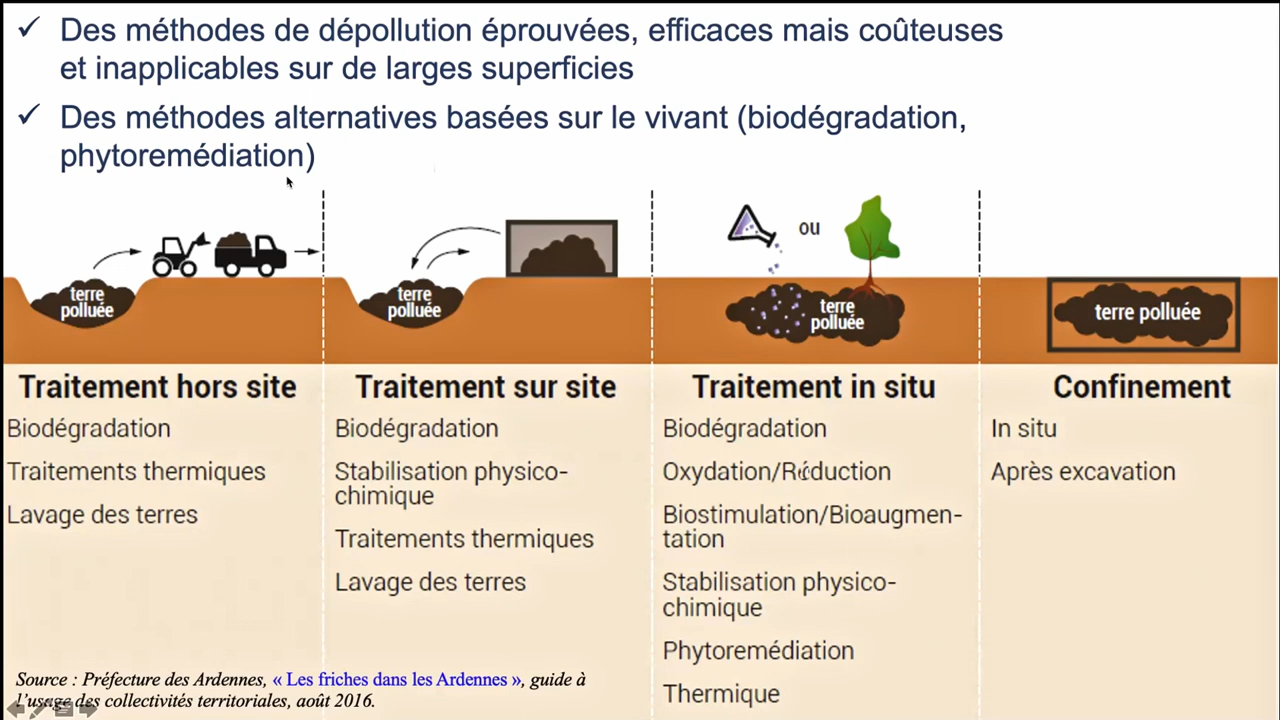 Des méthodes de dépollution éprouvées, efficaces mais coûteuses
et inapplicables sur de larges superficies
Des méthodes alternatives basées sur le vivant (biodégradation,
phytoremédiation)
terre
polluée
terre
polluée
ou
terre
polluée
terre polluée
Traitement hors site
Biodégradation
Traitements thermiques
Lavage des terres
Traitement sur site
Biodégradation
Stabilisation physico-
chimique
Traitements thermiques
Lavage des terres
Traitement in situ
Biodégradation
Oxydation/Réduction
Biostimulation/Bioaugmen-
tation
Stabilisation physico-
chimique
Phytoremédiation
Thermique
Confinement
In situ
Après excavation
Source : Préfecture des Ardennes, « Les friches dans les Ardennes », guide à
l'usage des collectivités territoriales, août 2016.